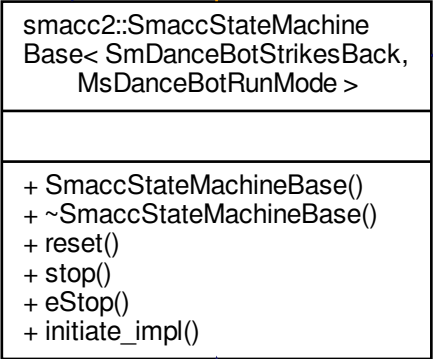 smacc2::SmaccStateMachine
Base< SmDanceBotStrikesBack,
MsDanceBotRunMode >
+ SmaccStateMachineBase()
+ ~SmaccStateMachineBase()
+ reset()
+ stop()
+ eStop()
+ initiate_impl()